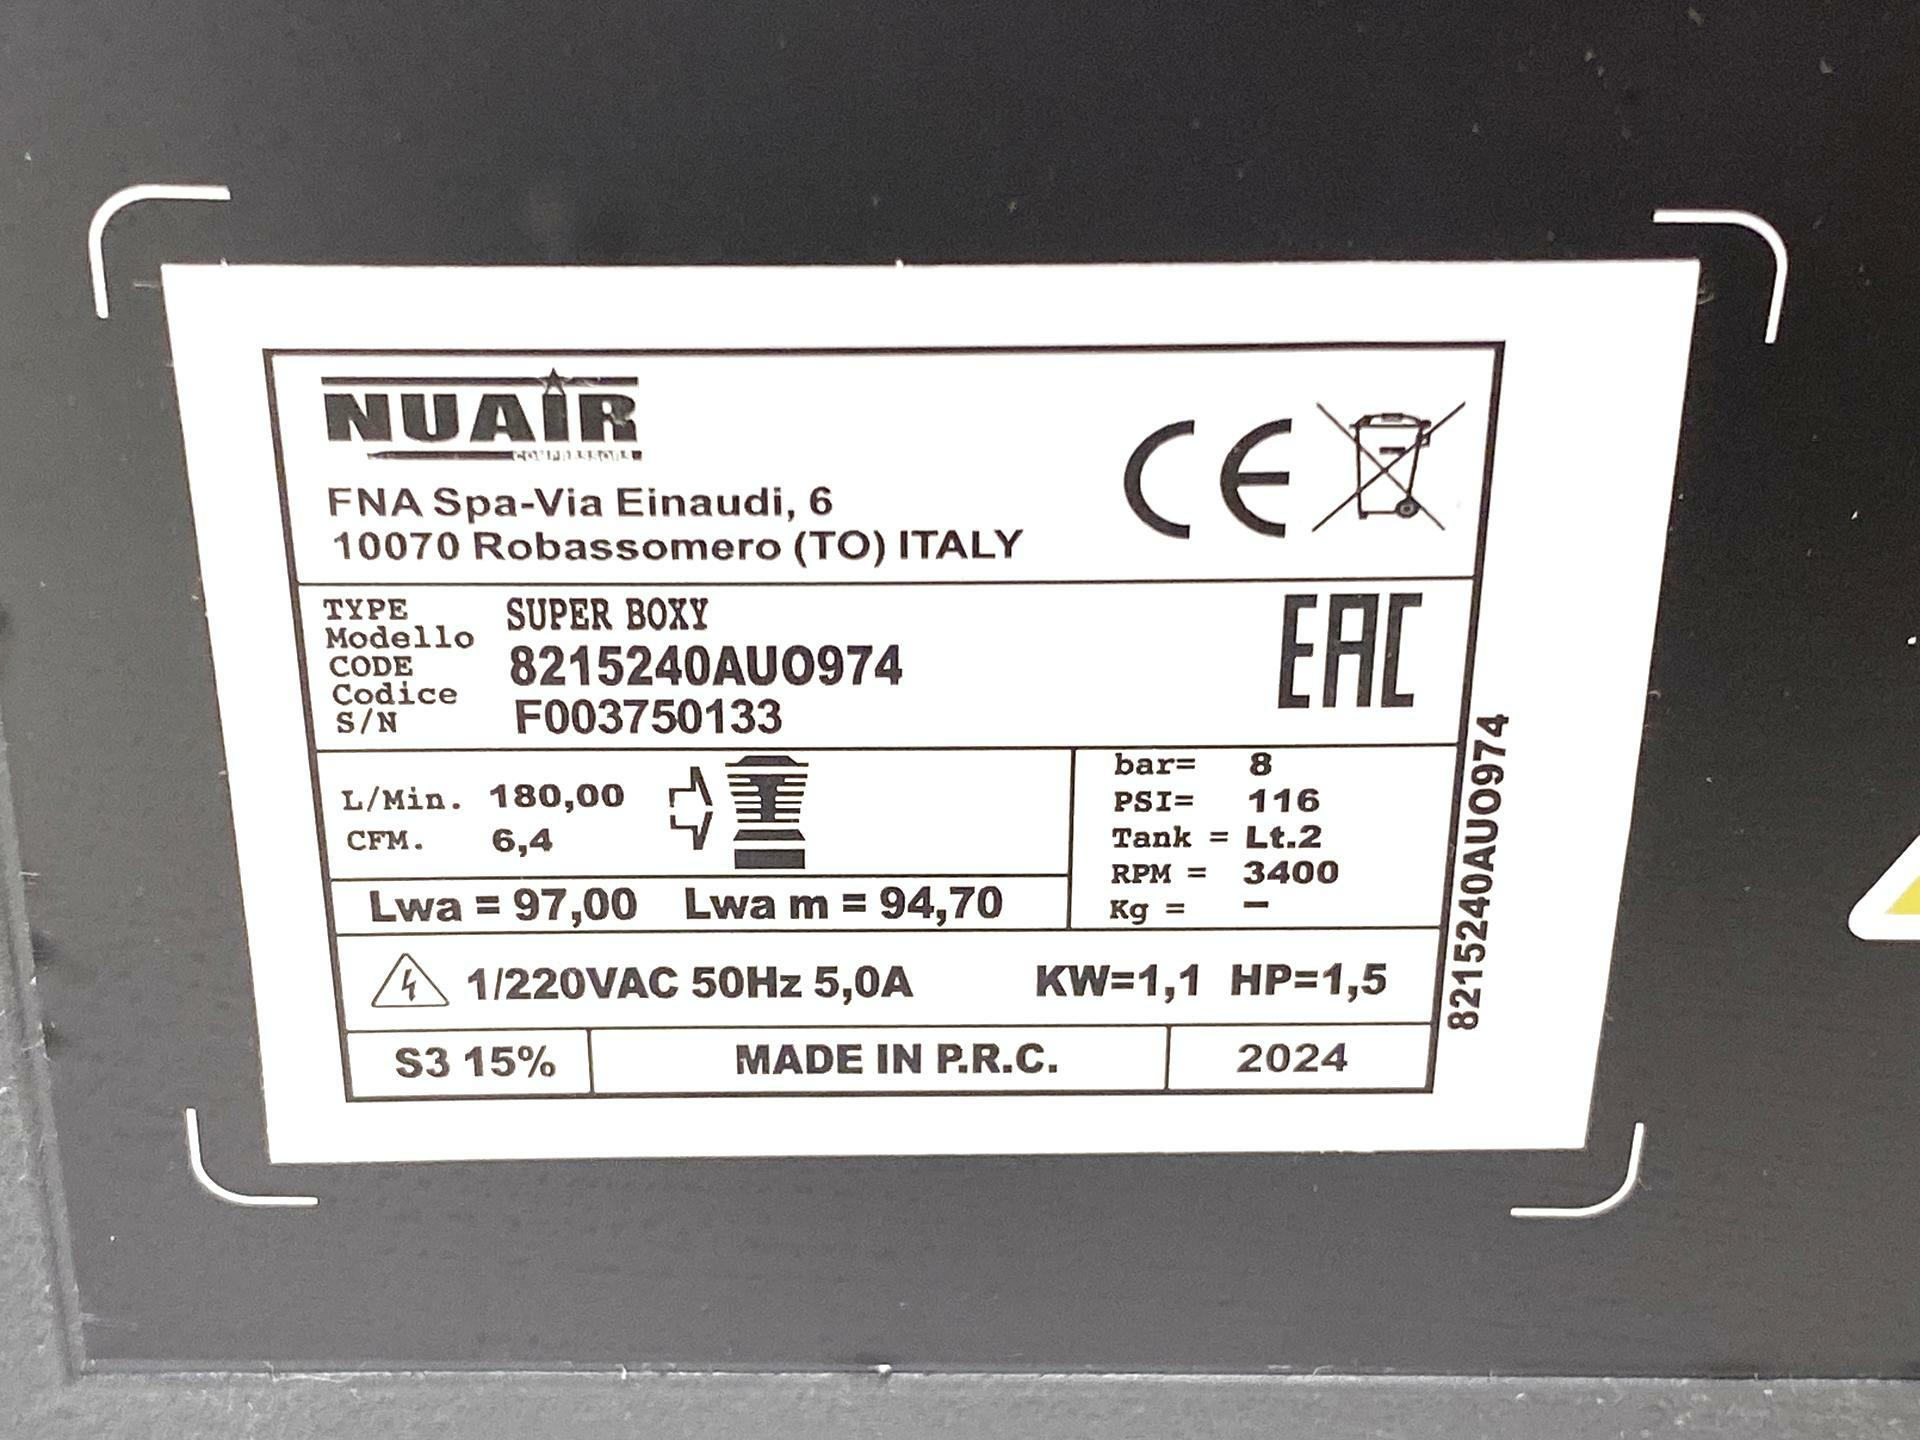 NUAIR
COMPRESSORS
CE
FNA Spa-Via Einaudi, 6
10070 Robassomero (TO) ITALY
TYPE SUPER BOXY
Modello
CODE 8215240AUO974
Codice
S/N F003750133
EAC
L/Min. 180,00
CFM. 6,4
bar= 8
PSI= 116
Tank = Lt.2
RPM = 3400
Kg = –
Lwa = 97,00 Lwa m = 94,70
1/220VAC 50Hz 5,0A KW=1,1 HP=1,5
S3 15% MADE IN P.R.C. 2024
8215240AUO974